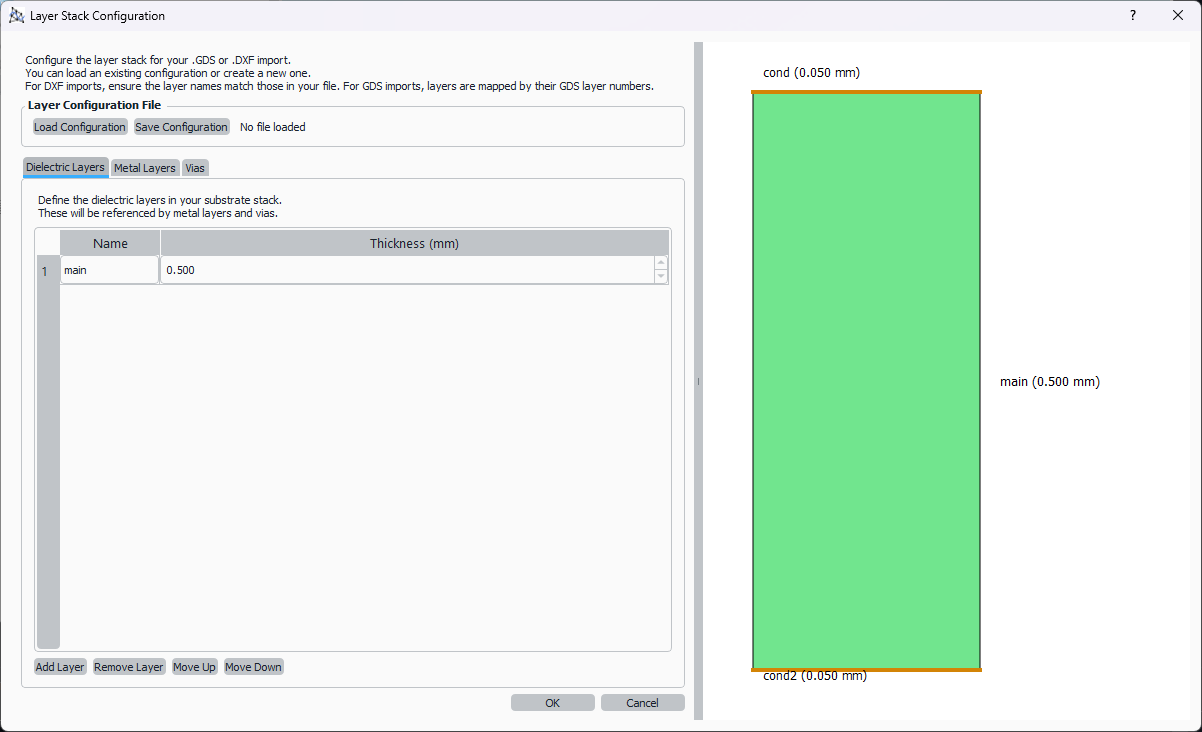 Layer Stack Configuration
?
Configure the layer stack for your .GDS or .DXF import.
You can load an existing configuration or create a new one.
For DXF imports, ensure the layer names match those in your file. For GDS imports, layers are mapped by their GDS layer numbers.
Layer Configuration File
Load Configuration Save Configuration No file loaded
Dielectric Layers Metal Layers Vias
Define the dielectric layers in your substrate stack.
These will be referenced by metal layers and vias.
Name Thickness (mm)
1 main 0.500
Add Layer Remove Layer Move Up Move Down
OK Cancel
cond (0.050 mm)
main (0.500 mm)
cond2 (0.050 mm)